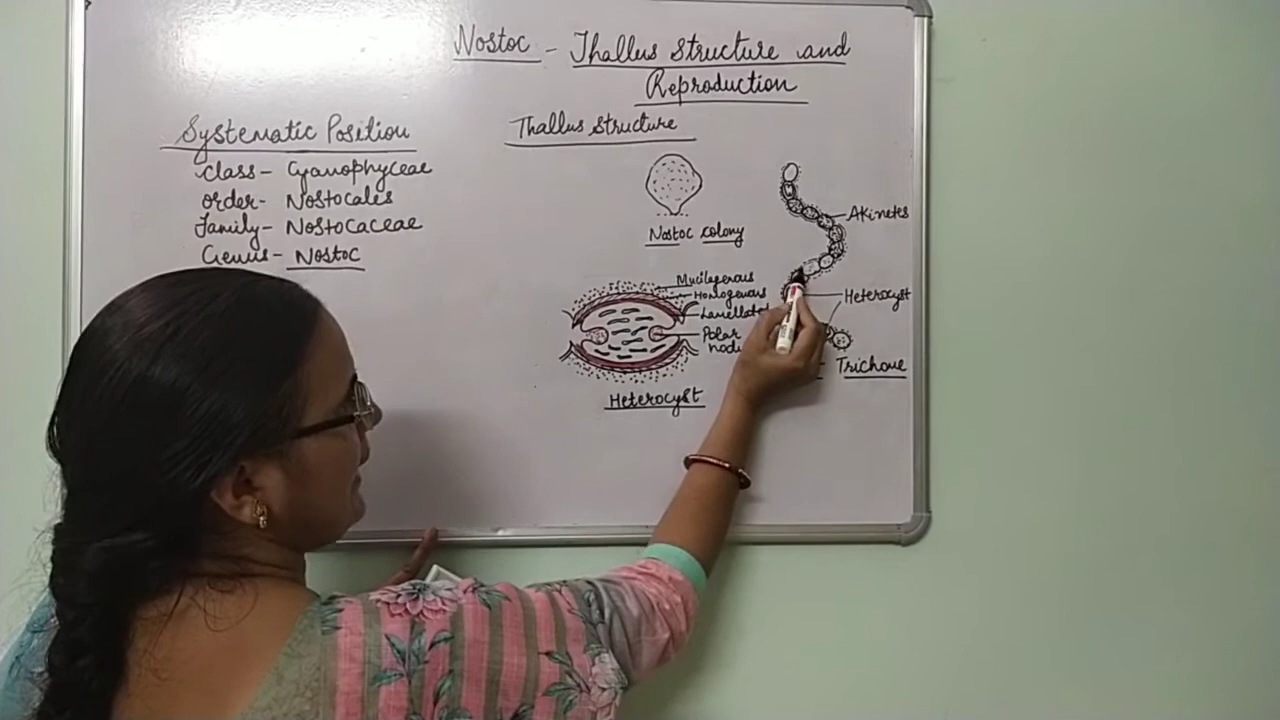 Nostoc - Thallus structure and
Reproduction
Systematic Position
class - Cyanophyceae
order - Nostocales
Family - Nostocaceae
Genus - Nostoc
Thallus structure
Nostoc colony
Akinetes
Mucilagenous
Homogenous
Lamellated
Polar
Heterocyst
Heterocyst
Trichome